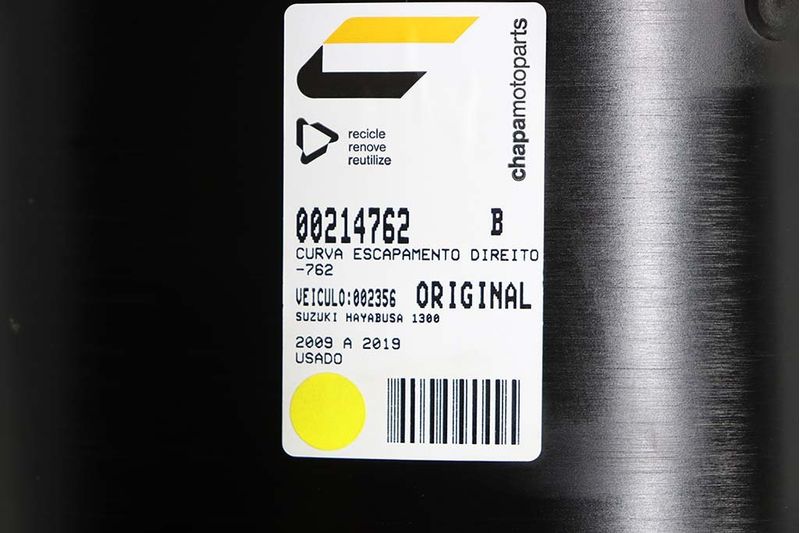 chapamotoparts
recicle
renove
reutilize
00214762 B
CURVA ESCAPAMENTO DIREITO
-762
VEICULO:002356 ORIGINAL
SUZUKI HAYABUSA 1300
2009 A 2019
USADO